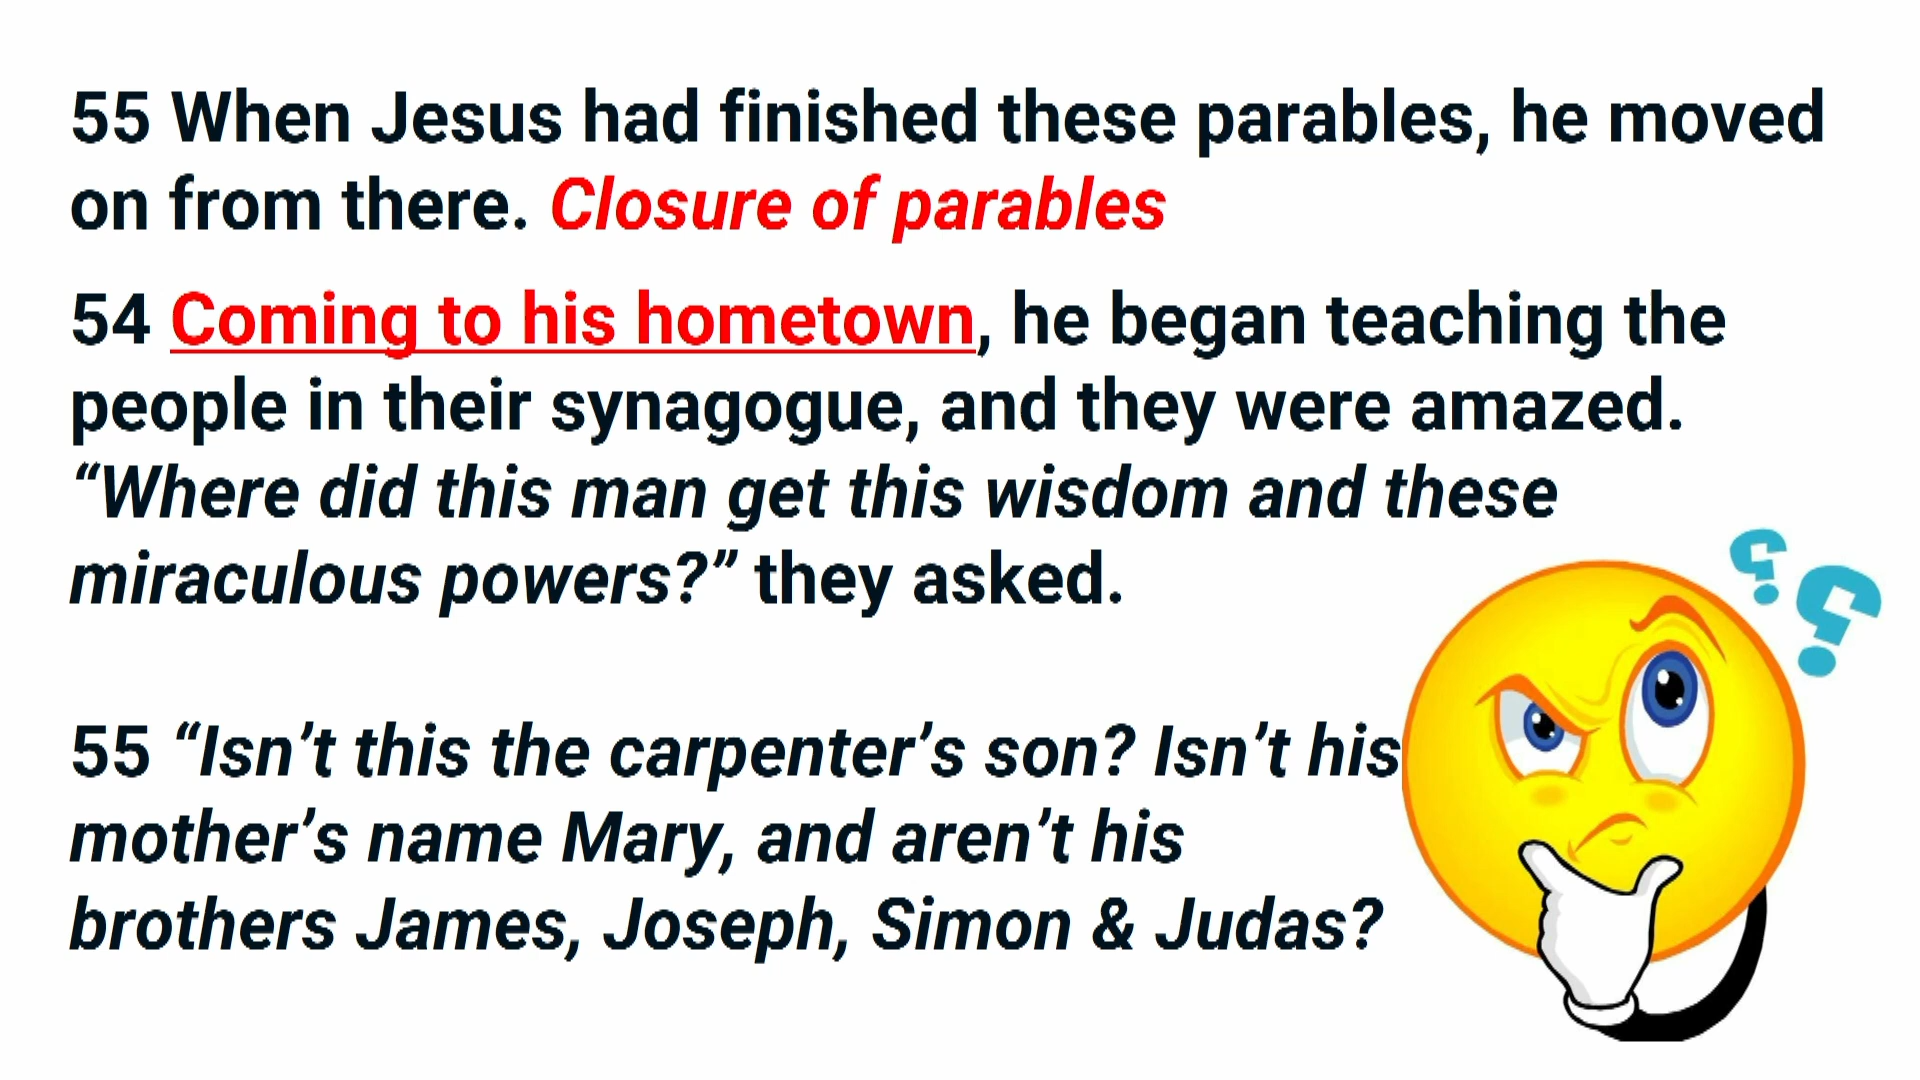 55 When Jesus had finished these parables, he moved
on from there. Closure of parables
54 Coming to his hometown, he began teaching the
people in their synagogue, and they were amazed.
“Where did this man get this wisdom and these
miraculous powers?” they asked.
55 “Isn’t this the carpenter’s son? Isn’t his
mother’s name Mary, and aren’t his
brothers James, Joseph, Simon & Judas?
? ?